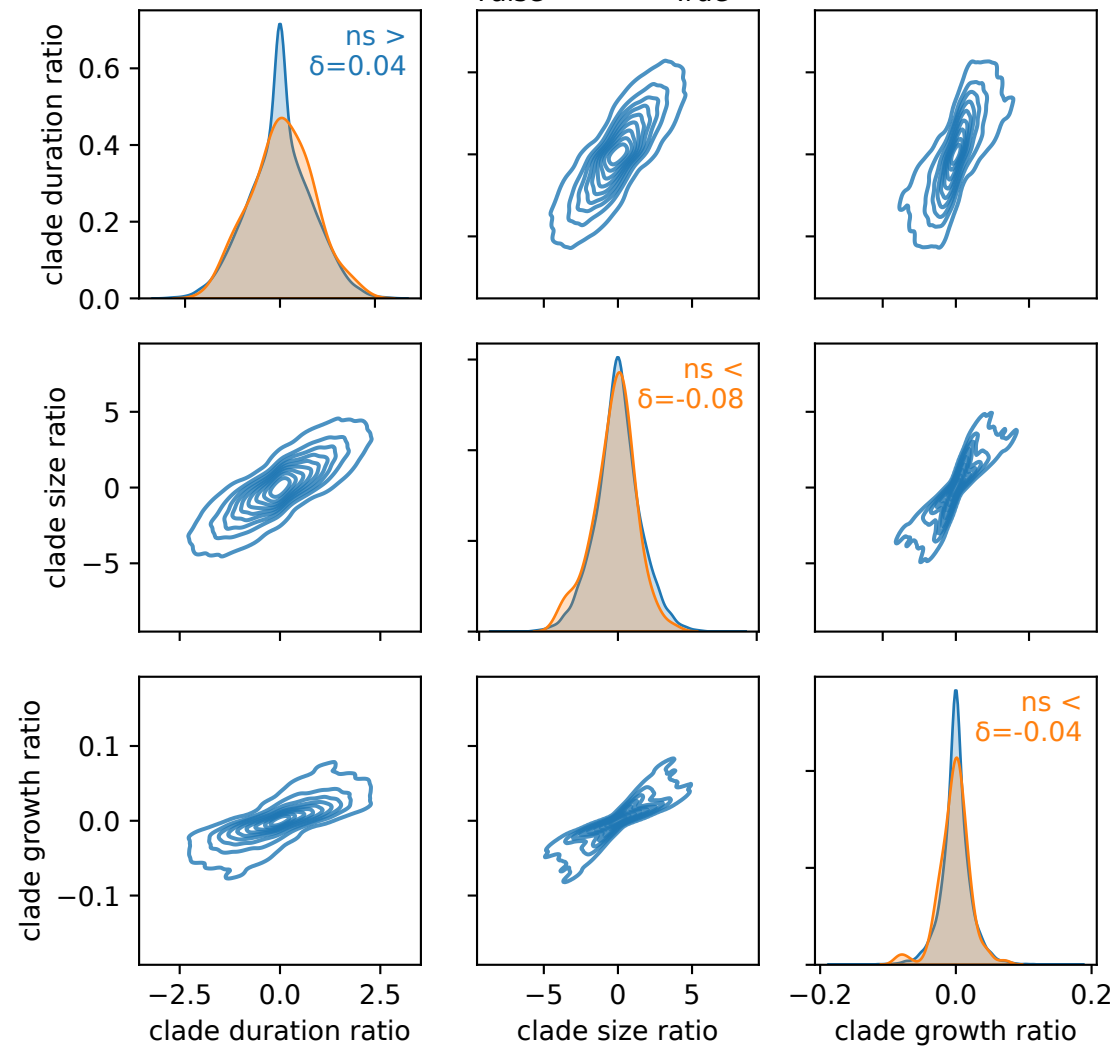 clade duration ratio
0.6
0.4
0.2
0.0
ns >
δ=0.04
clade size ratio
5
0
−5
ns <
δ=-0.08
clade growth ratio
0.1
0.0
−0.1
ns <
δ=-0.04
−2.5 0.0 2.5
−5 0 5
−0.2 0.0 0.2
clade duration ratio
clade size ratio
clade growth ratio